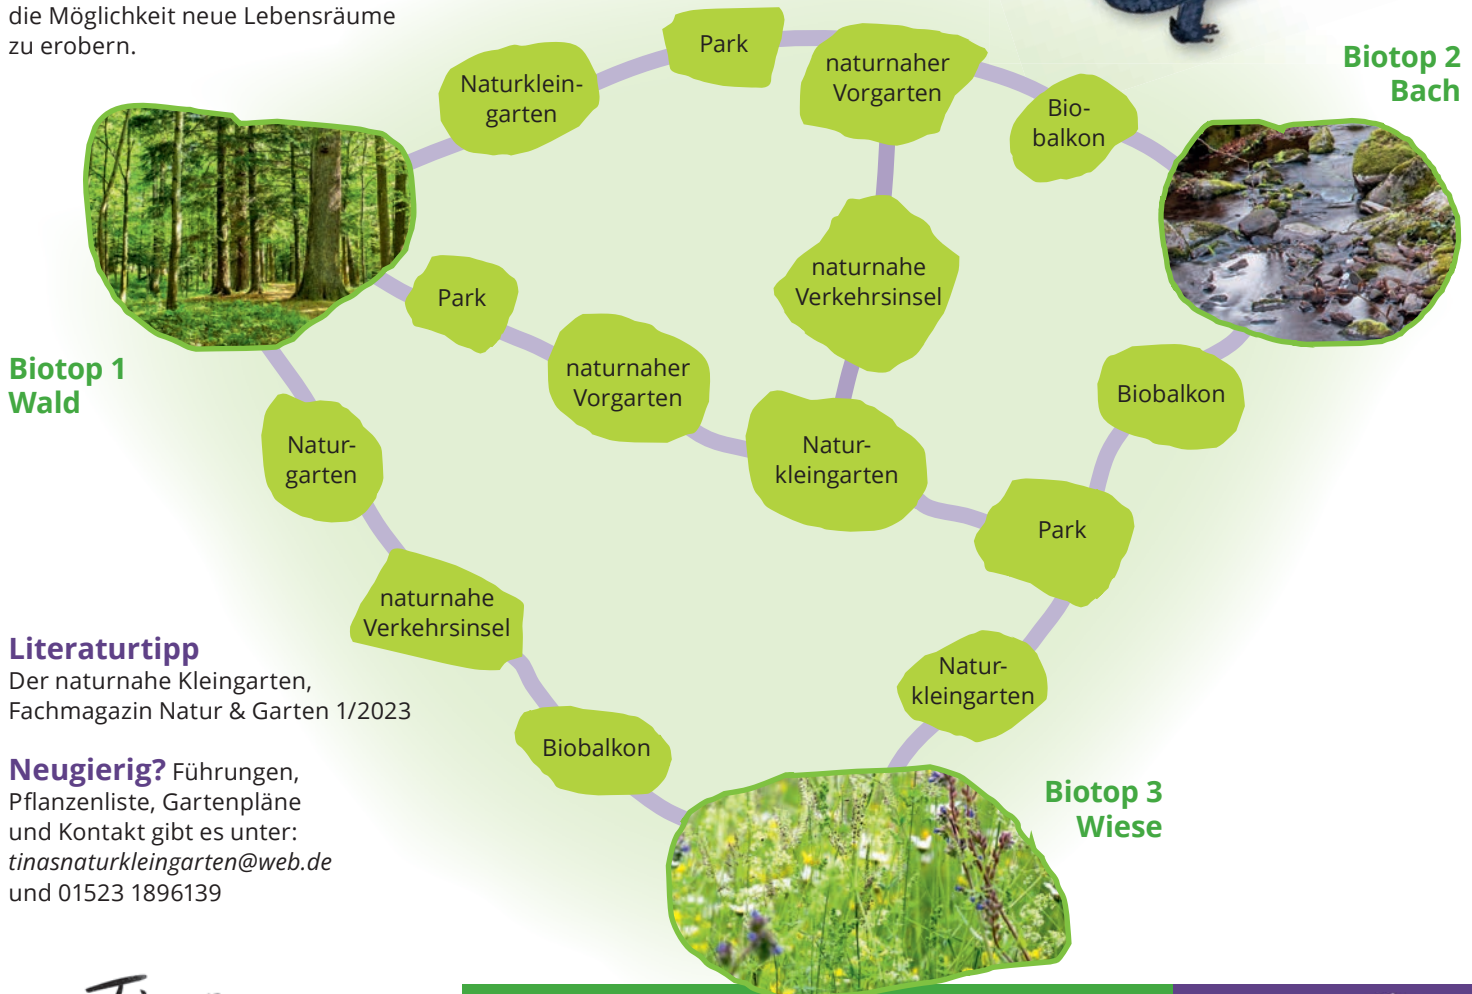 die Möglichkeit neue Lebensräume
zu erobern.
Park
naturnaher
Vorgarten
Naturklein-
garten
Bio-
balkon
Biotop 2
Bach
naturnahe
Verkehrsinsel
Park
Biotop 1
Wald
naturnaher
Vorgarten
Biobalkon
Natur-
garten
Natur-
kleingarten
Park
naturnahe
Verkehrsinsel
Natur-
kleingarten
Biobalkon
Biotop 3
Wiese
Literaturtipp
Der naturnahe Kleingarten,
Fachmagazin Natur & Garten 1/2023
Neugierig? Führungen,
Pflanzenliste, Gartenpläne
und Kontakt gibt es unter:
tinasnaturkleingarten@web.de
und 01523 1896139